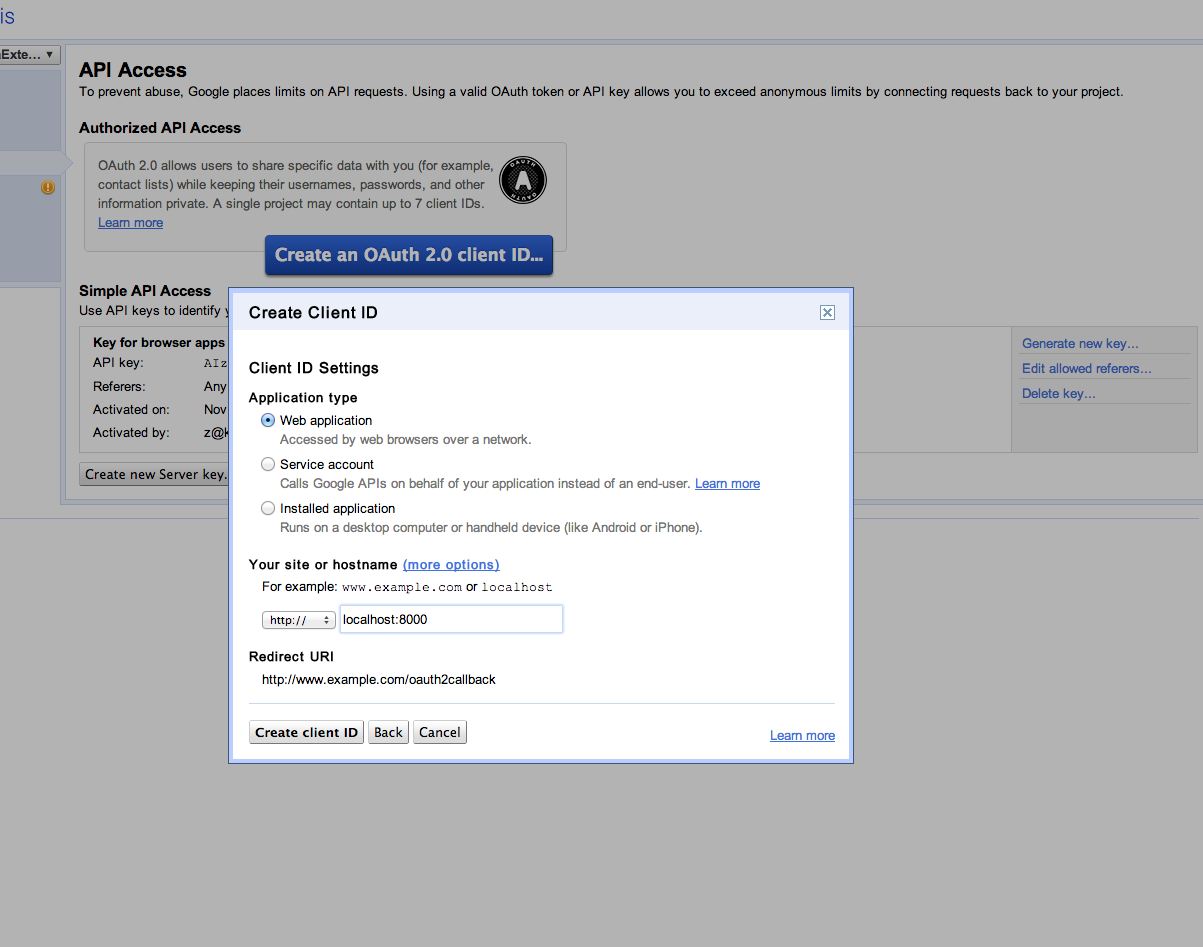 is
Exte... ▼
API Access
To prevent abuse, Google places limits on API requests. Using a valid OAuth token or API key allows you to exceed anonymous limits by connecting requests back to your project.
Authorized API Access
OAuth 2.0 allows users to share specific data with you (for example,
contact lists) while keeping their usernames, passwords, and other
information private. A single project may contain up to 7 client IDs.
Learn more
OAUTH
A
OAUTH
Create an OAuth 2.0 client ID...
Simple API Access
Use API keys to identify
Key for browser apps
API key: AIz
Referers: Any
Activated on: Nov
Activated by: z@k
Create new Server key.
Generate new key...
Edit allowed referers...
Delete key...
Create Client ID
Client ID Settings
Application type
Web application
Accessed by web browsers over a network.
Service account
Calls Google APIs on behalf of your application instead of an end-user. Learn more
Installed application
Runs on a desktop computer or handheld device (like Android or iPhone).
Your site or hostname (more options)
For example: www.example.com or localhost
http:// localhost:8000
Redirect URI
http://www.example.com/oauth2callback
Create client ID Back Cancel
Learn more